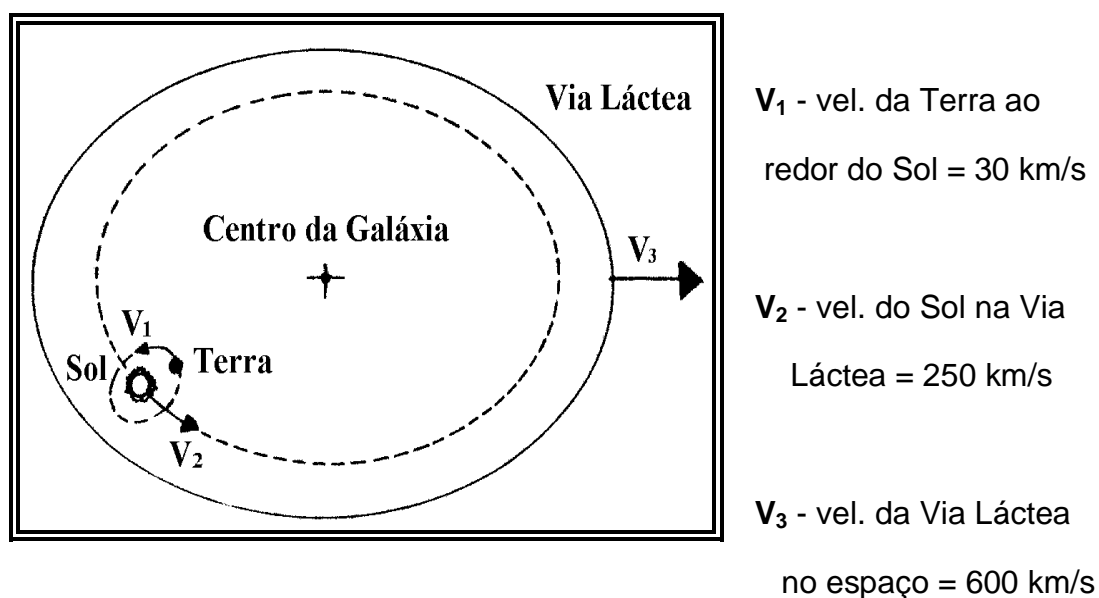 Via Láctea
Centro da Galáxia
V₃
V₁
Sol
Terra
V₂
V₁ - vel. da Terra ao
redor do Sol = 30 km/s
V₂ - vel. do Sol na Via
Láctea = 250 km/s
V₃ - vel. da Via Láctea
no espaço = 600 km/s